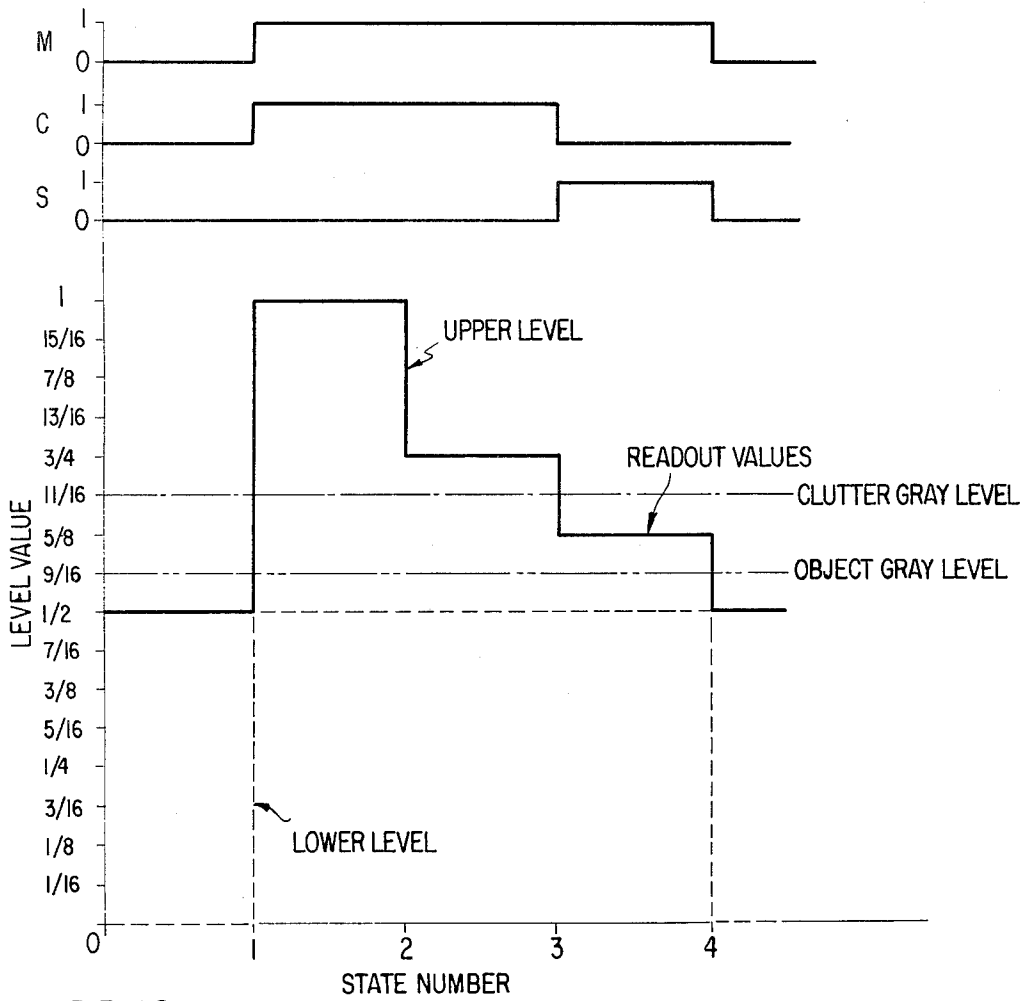 M 1
0
C 1
0
S 1
0
1
15/16
7/8
13/16
3/4
11/16
5/8
9/16
1/2
7/16
3/8
5/16
1/4
3/16
1/8
1/16
LEVEL VALUE
UPPER LEVEL
READOUT VALUES
CLUTTER GRAY LEVEL
OBJECT GRAY LEVEL
LOWER LEVEL
0 1 2 3 4
STATE NUMBER